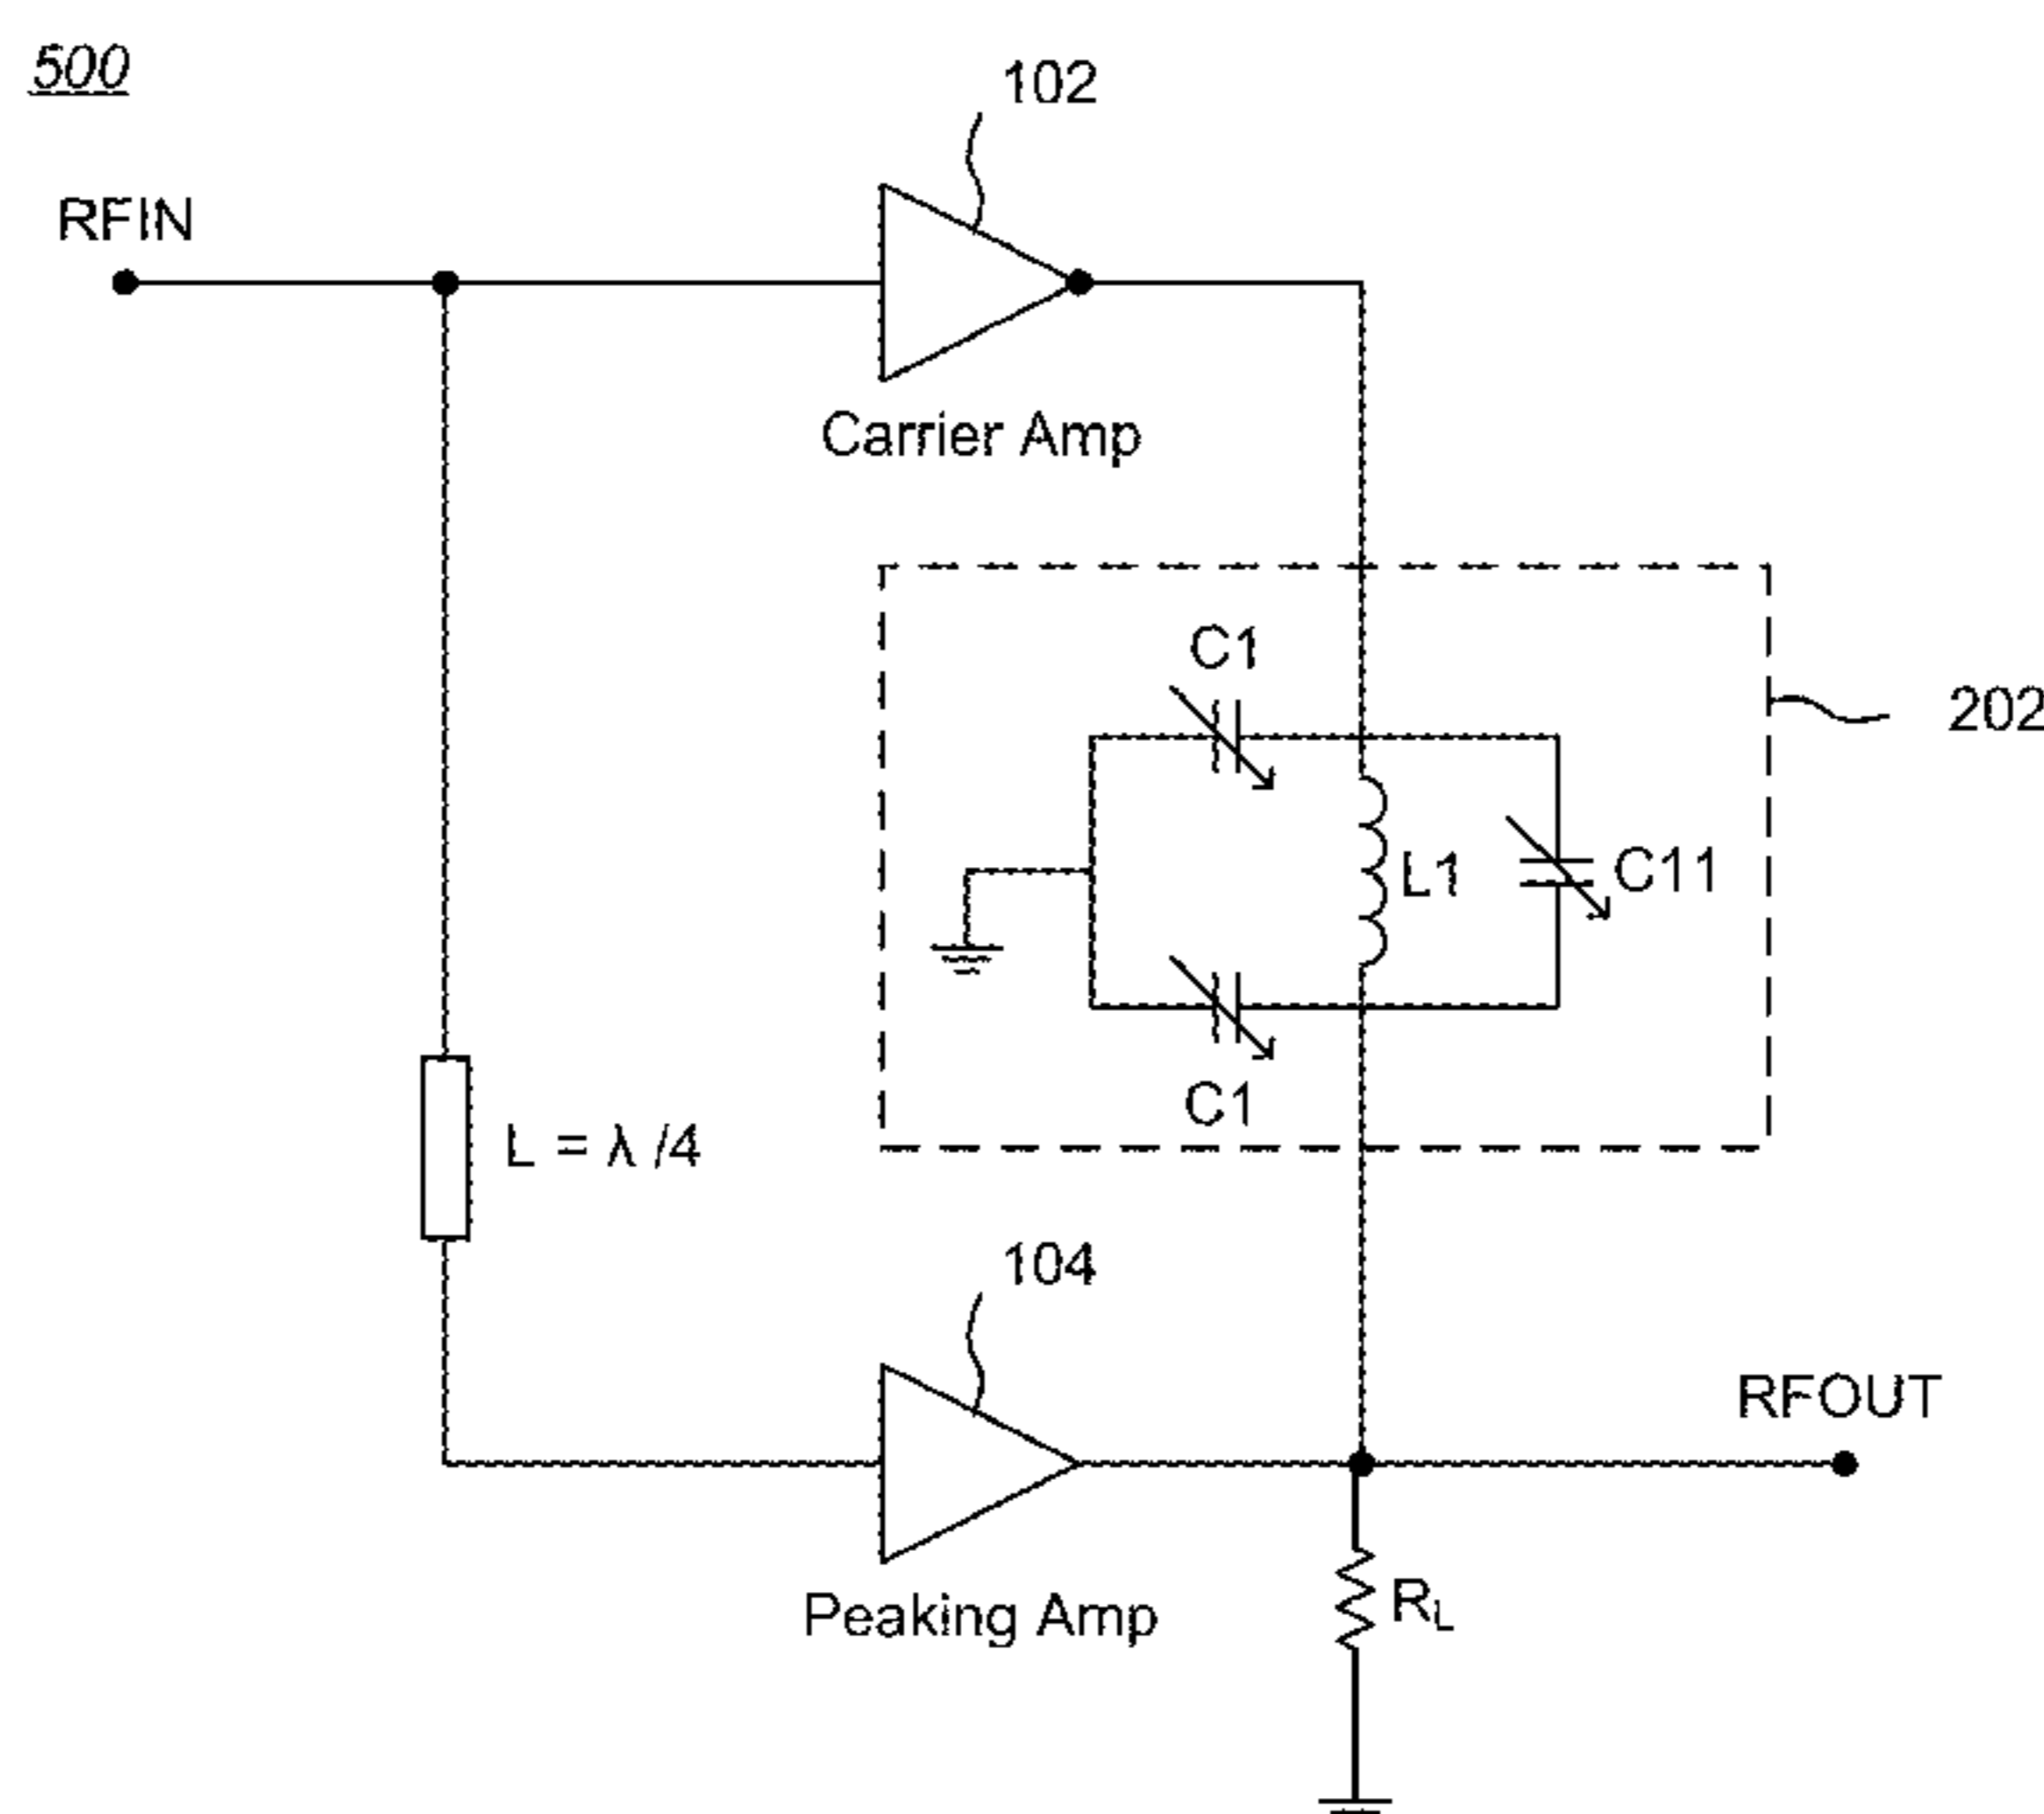 500
102
RFIN
Carrier Amp
C1
202
L1
C11
C1
L = λ /4
104
RFOUT
Peaking Amp
RL